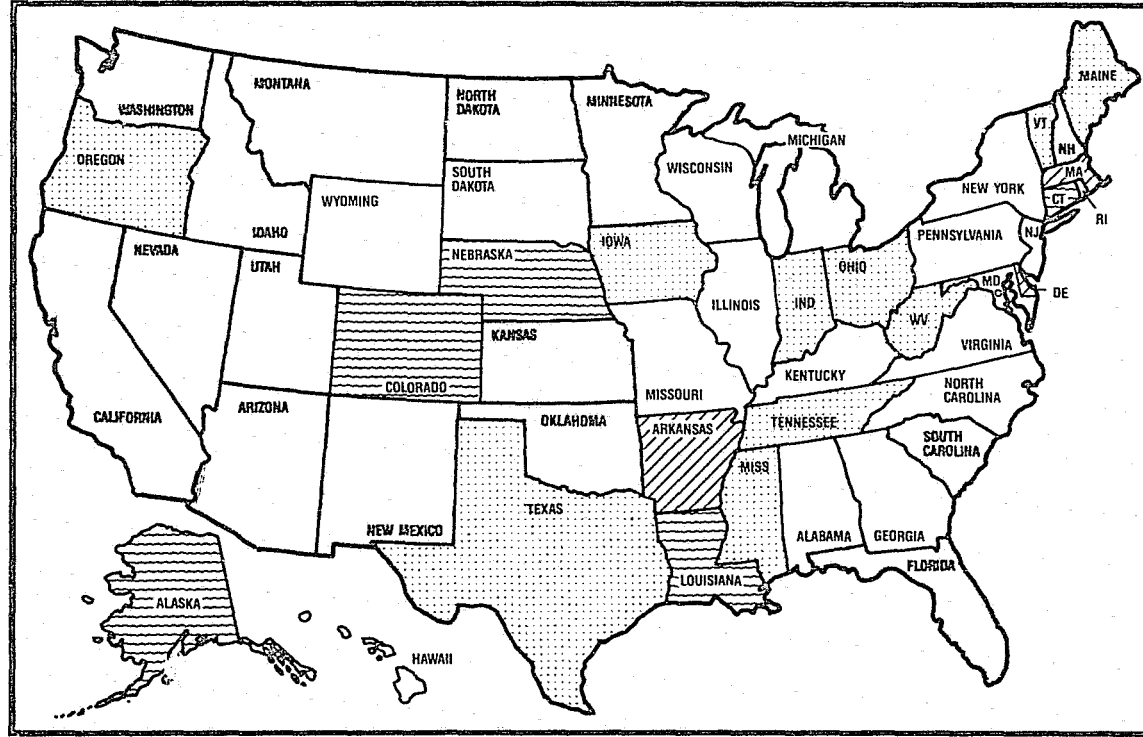 MAINE
MONTANA
NORTH
DAKOTA
MINNESOTA
WASHINGTON
VT
MICHIGAN
NH
OREGON
WISCONSIN
SOUTH
DAKOTA
MA
NEW YORK
WYOMING
CT
RI
IDAHO
PENNSYLVANIA
NJ
NEVADA
IOWA
NEBRASKA
OHIO
UTAH
MD
DE
ILLINOIS
IND
WV
KANSAS
VIRGINIA
KENTUCKY
COLORADO
MISSOURI
NORTH
CAROLINA
ARIZONA
CALIFORNIA
OKLAHOMA
TENNESSEE
ARKANSAS
SOUTH
CAROLINA
MISS
TEXAS
NEW MEXICO
ALABAMA
GEORGIA
FLORIDA
LOUISIANA
ALASKA
HAWAII